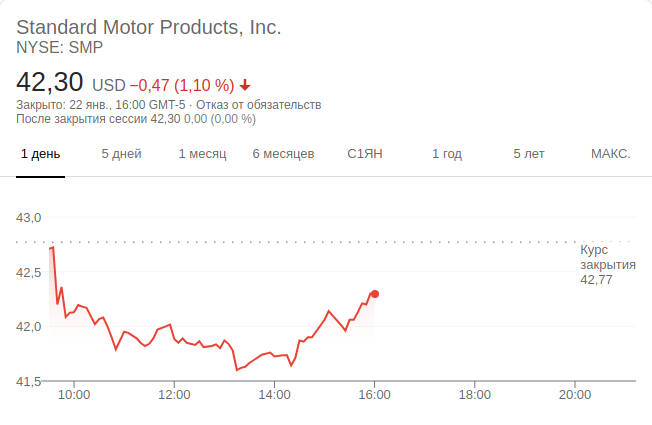 Standard Motor Products, Inc.
NYSE: SMP
42,30 USD −0,47 (1,10 %)
Закрыто: 22 янв., 16:00 GMT-5 · Отказ от обязательств
После закрытия сессии 42,30 0,00 (0,00 %)
1 день 5 дней 1 месяц 6 месяцев С1ЯН 1 год 5 лет МАКС.
43,0
Курс
закрытия
42,77
42,5
42,0
41,5
10:00 12:00 14:00 16:00 18:00 20:00